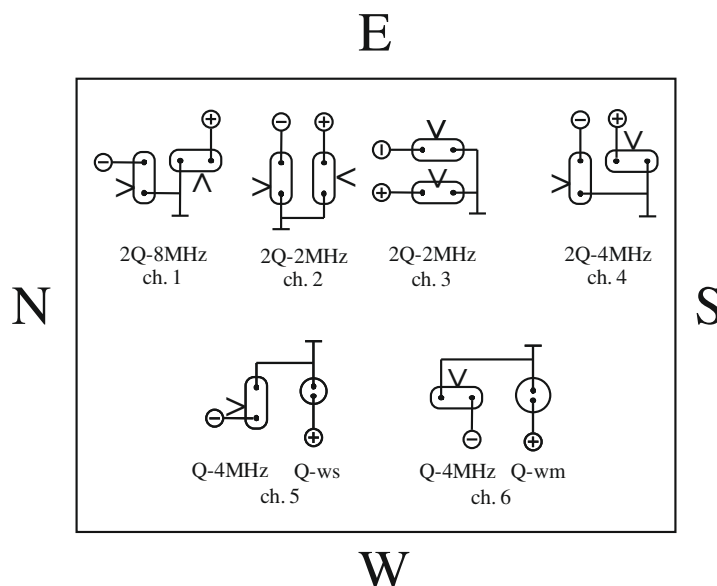 E
2Q-8MHz
ch. 1
2Q-2MHz
ch. 2
2Q-2MHz
ch. 3
2Q-4MHz
ch. 4
N
S
Q-4MHz Q-ws
ch. 5
Q-4MHz Q-wm
ch. 6
W